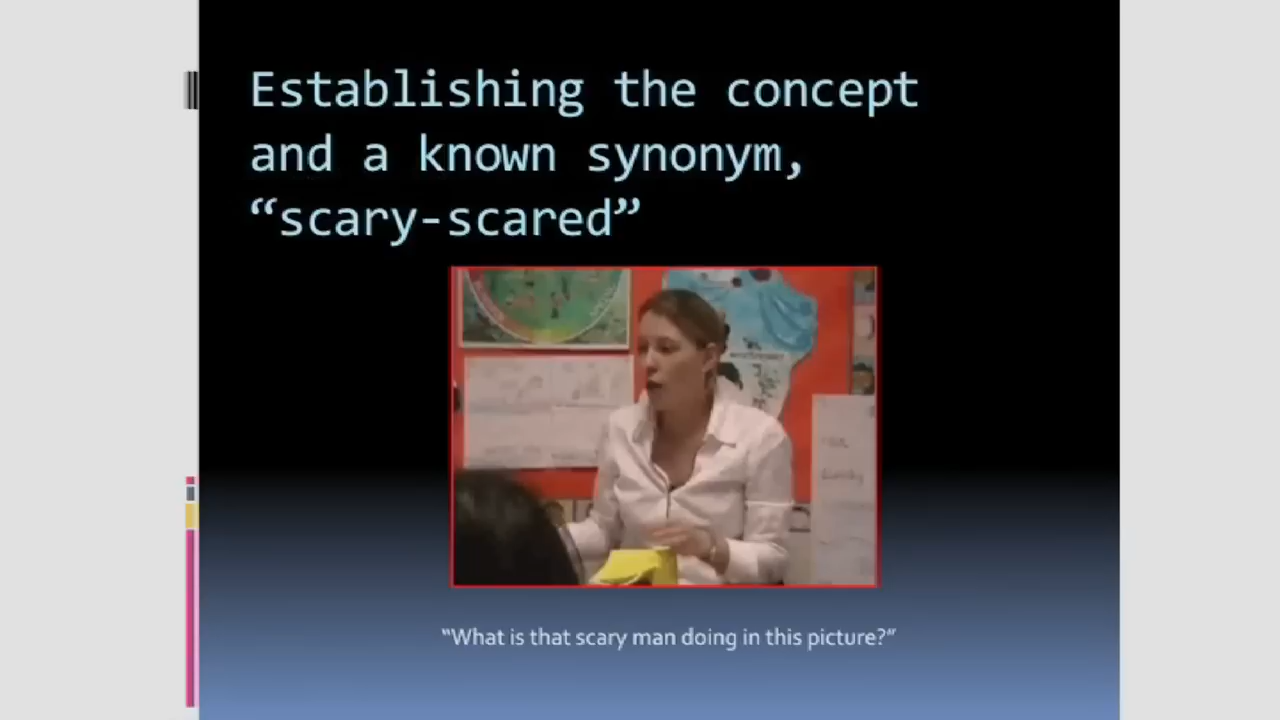 Establishing the concept
and a known synonym,
“scary-scared”
“What is that scary man doing in this picture?”